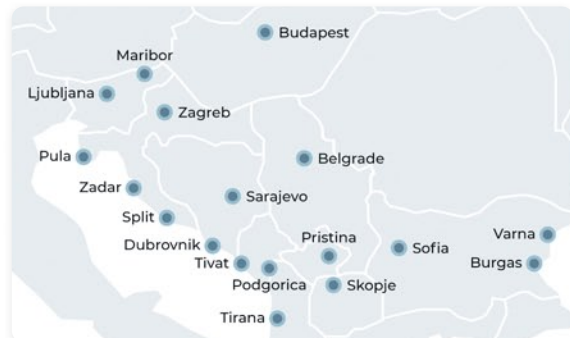 Budapest
Maribor
Ljubljana
Zagreb
Pula
Belgrade
Zadar
Sarajevo
Split
Dubrovnik
Pristina
Sofia
Varna
Tivat
Burgas
Podgorica
Skopje
Tirana